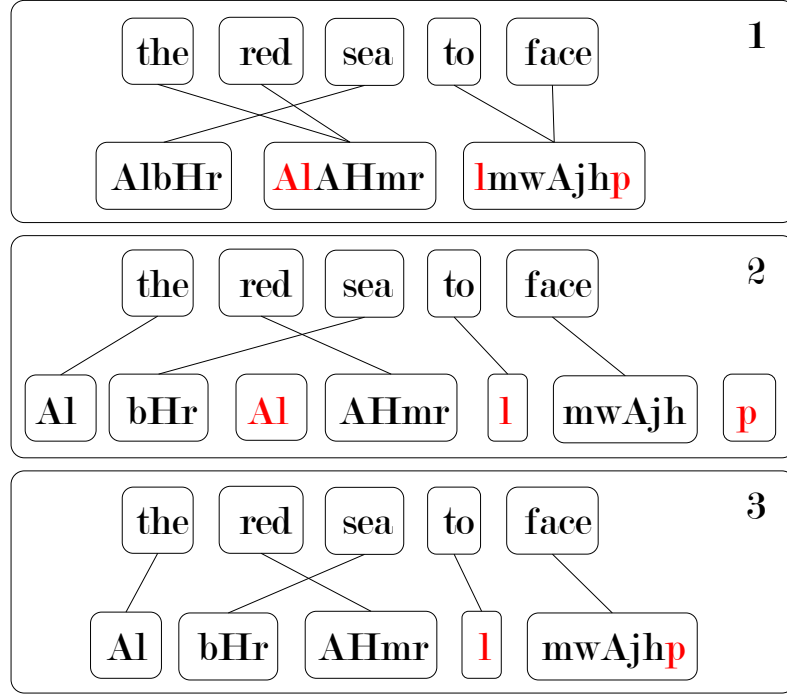 the red sea to face 1
AlbHr AlAHmr lmwAjhp
the red sea to face 2
Al bHr Al AHmr l mwAjh p
the red sea to face 3
Al bHr AHmr l mwAjhp